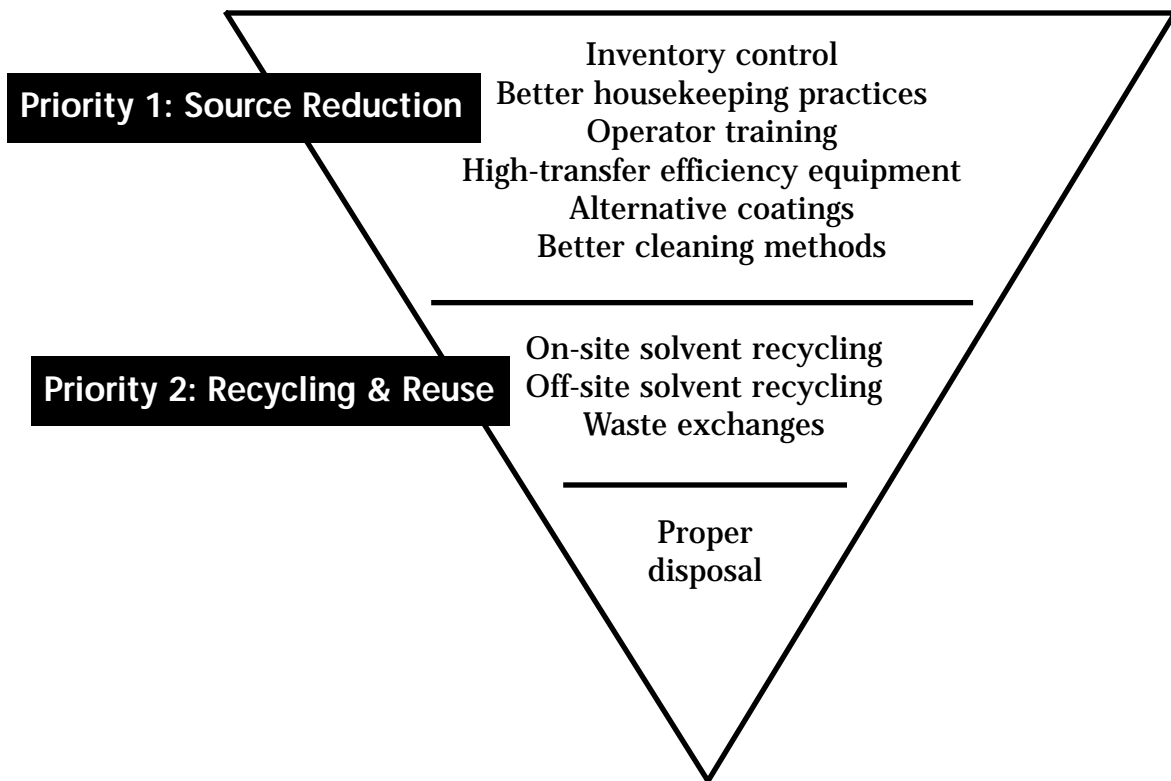 Priority 1: Source Reduction
Inventory control
Better housekeeping practices
Operator training
High-transfer efficiency equipment
Alternative coatings
Better cleaning methods
Priority 2: Recycling & Reuse
On-site solvent recycling
Off-site solvent recycling
Waste exchanges
Proper
disposal